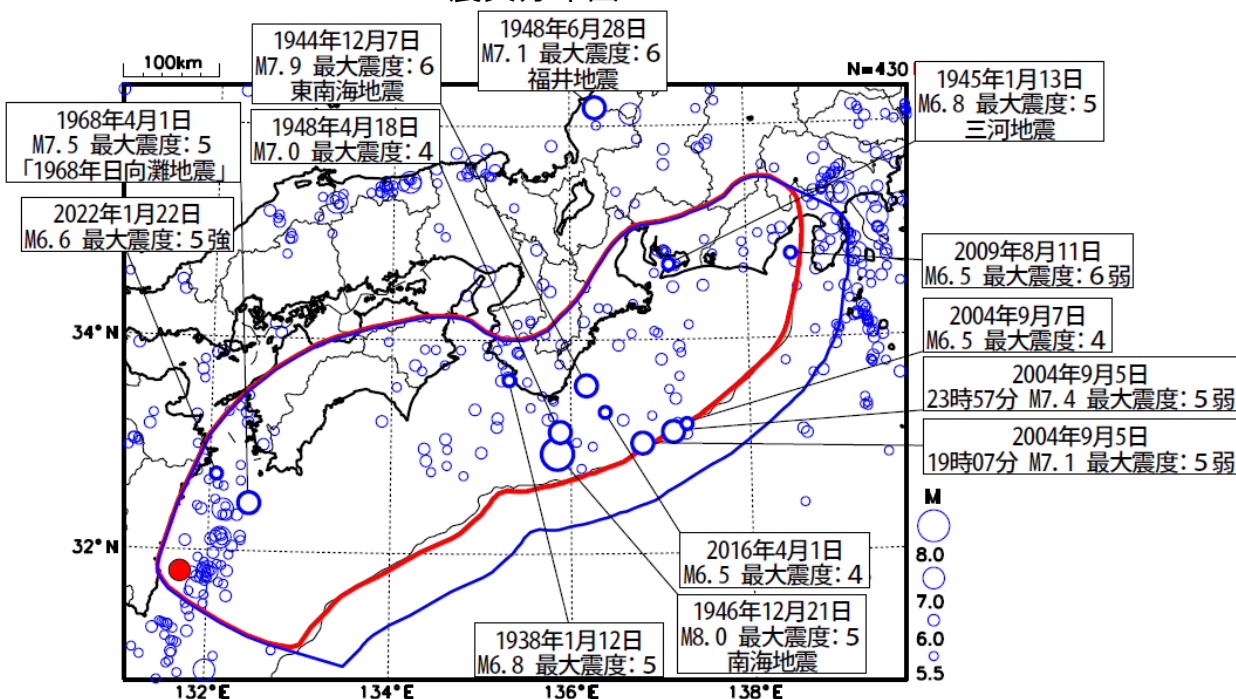 100km
N=430
1944年12月7日
M7.9 最大震度：6
東南海地震
1948年6月28日
M7.1 最大震度：6
福井地震
1945年1月13日
M6.8 最大震度：5
三河地震
1968年4月1日
M7.5 最大震度：5
「1968年日向灘地震」
1948年4月18日
M7.0 最大震度：4
2022年1月22日
M6.6 最大震度：5強
2009年8月11日
M6.5 最大震度：6弱
2004年9月7日
M6.5 最大震度：4
2004年9月5日
23時57分 M7.4 最大震度：5弱
2004年9月5日
19時07分 M7.1 最大震度：5弱
2016年4月1日
M6.5 最大震度：4
1946年12月21日
M8.0 最大震度：5
南海地震
1938年1月12日
M6.8 最大震度：5
34°N
32°N
132°E
134°E
136°E
138°E
M
8.0
7.0
6.0
5.5